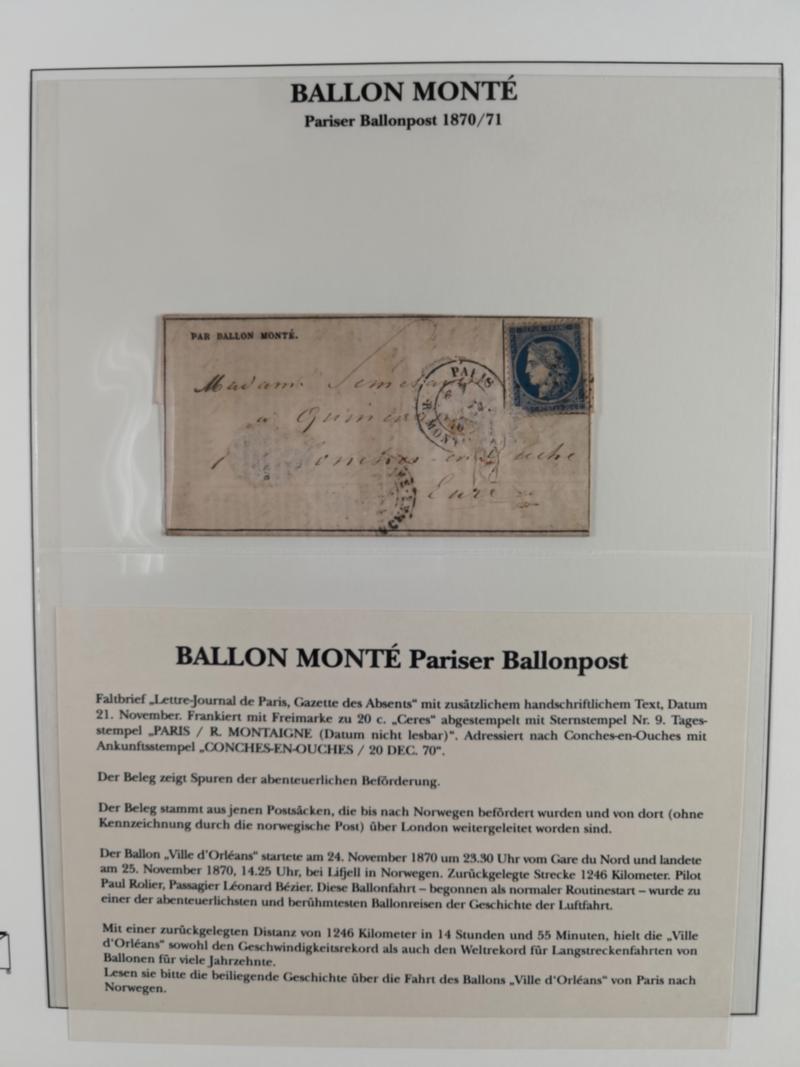 BALLON MONTÉ
Pariser Ballonpost 1870/71
PAR BALLON MONTÉ.
REPUB. FRANC.
Madame
PARIS
a
R. MONT
en Ouche
Eure
BALLON MONTÉ Pariser Ballonpost
Faltbrief „Lettre-Journal de Paris, Gazette des Absents“ mit zusätzlichem handschriftlichem Text, Datum
21. November. Frankiert mit Freimarke zu 20 c. „Ceres“ abgestempelt mit Sternstempel Nr. 9. Tages-
stempel „PARIS / R. MONTAIGNE (Datum nicht lesbar)“. Adressiert nach Conches-en-Ouches mit
Ankunftsstempel „CONCHES-EN-OUCHES / 20 DEC. 70“.
Der Beleg zeigt Spuren der abenteuerlichen Beförderung.
Der Beleg stammt aus jenen Postsäcken, die bis nach Norwegen befördert wurden und von dort (ohne
Kennzeichnung durch die norwegische Post) über London weitergeleitet worden sind.
Der Ballon „Ville d'Orléans“ startete am 24. November 1870 um 23.30 Uhr vom Gare du Nord und landete
am 25. November 1870, 14.25 Uhr, bei Lifjell in Norwegen. Zurückgelegte Strecke 1246 Kilometer. Pilot
Paul Rolier, Passagier Léonard Bézier. Diese Ballonfahrt – begonnen als normaler Routinestart – wurde zu
einer der abenteuerlichsten und berühmtesten Ballonreisen der Geschichte der Luftfahrt.
Mit einer zurückgelegten Distanz von 1246 Kilometer in 14 Stunden und 55 Minuten, hielt die „Ville
d'Orléans“ sowohl den Geschwindigkeitsrekord als auch den Weltrekord für Langstreckenfahrten von
Ballonen für viele Jahrzehnte.
Lesen sie bitte die beiliegende Geschichte über die Fahrt des Ballons „Ville d'Orléans“ von Paris nach
Norwegen.